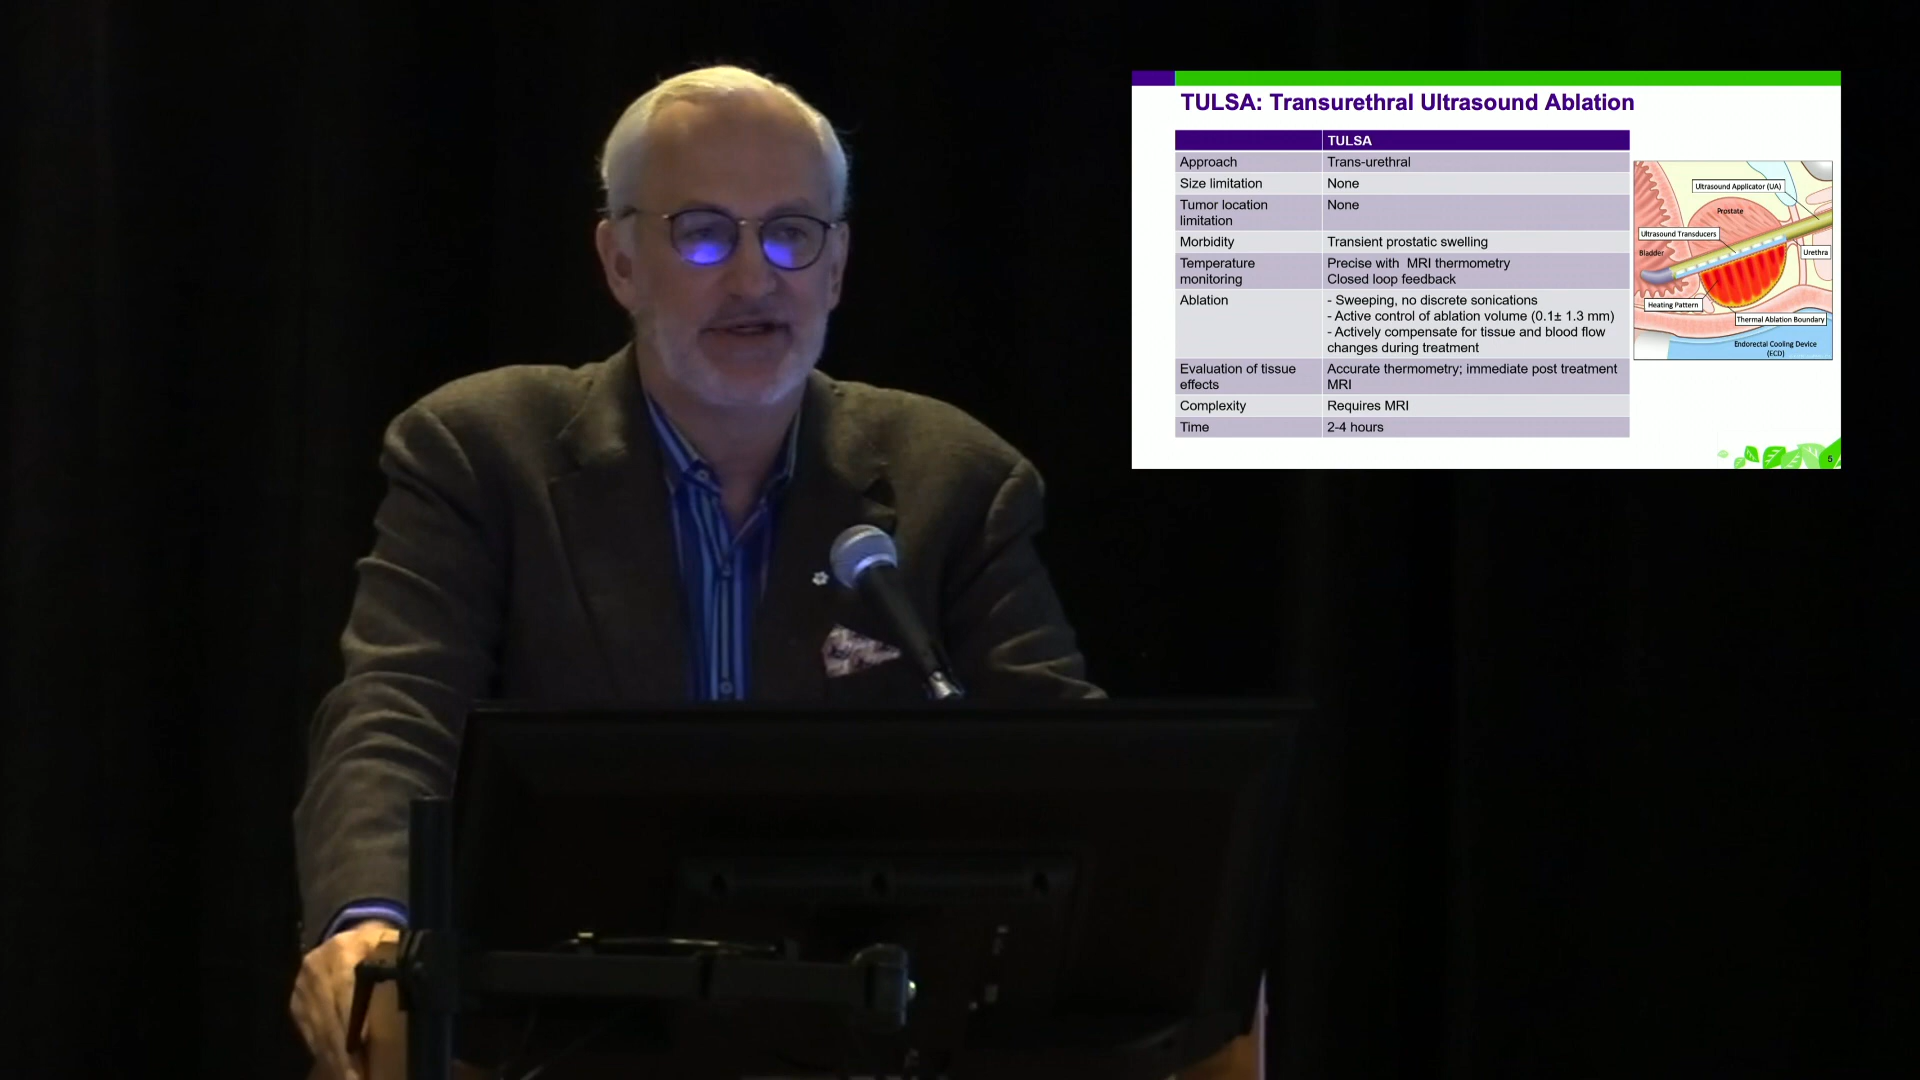 TULSA: Transurethral Ultrasound Ablation
TULSA
Approach Trans-urethral
Size limitation None
Tumor location None
limitation
Morbidity Transient prostatic swelling
Temperature Precise with MRI thermometry
monitoring Closed loop feedback
Ablation - Sweeping, no discrete sonications
- Active control of ablation volume (0.1± 1.3 mm)
- Actively compensate for tissue and blood flow
changes during treatment
Evaluation of tissue Accurate thermometry; immediate post treatment
effects MRI
Complexity Requires MRI
Time 2-4 hours
Ultrasound Applicator (UA)
Prostate
Ultrasound Transducers
Bladder
Urethra
Heating Pattern
Thermal Ablation Boundary
Endorectal Cooling Device
(ECD)
5